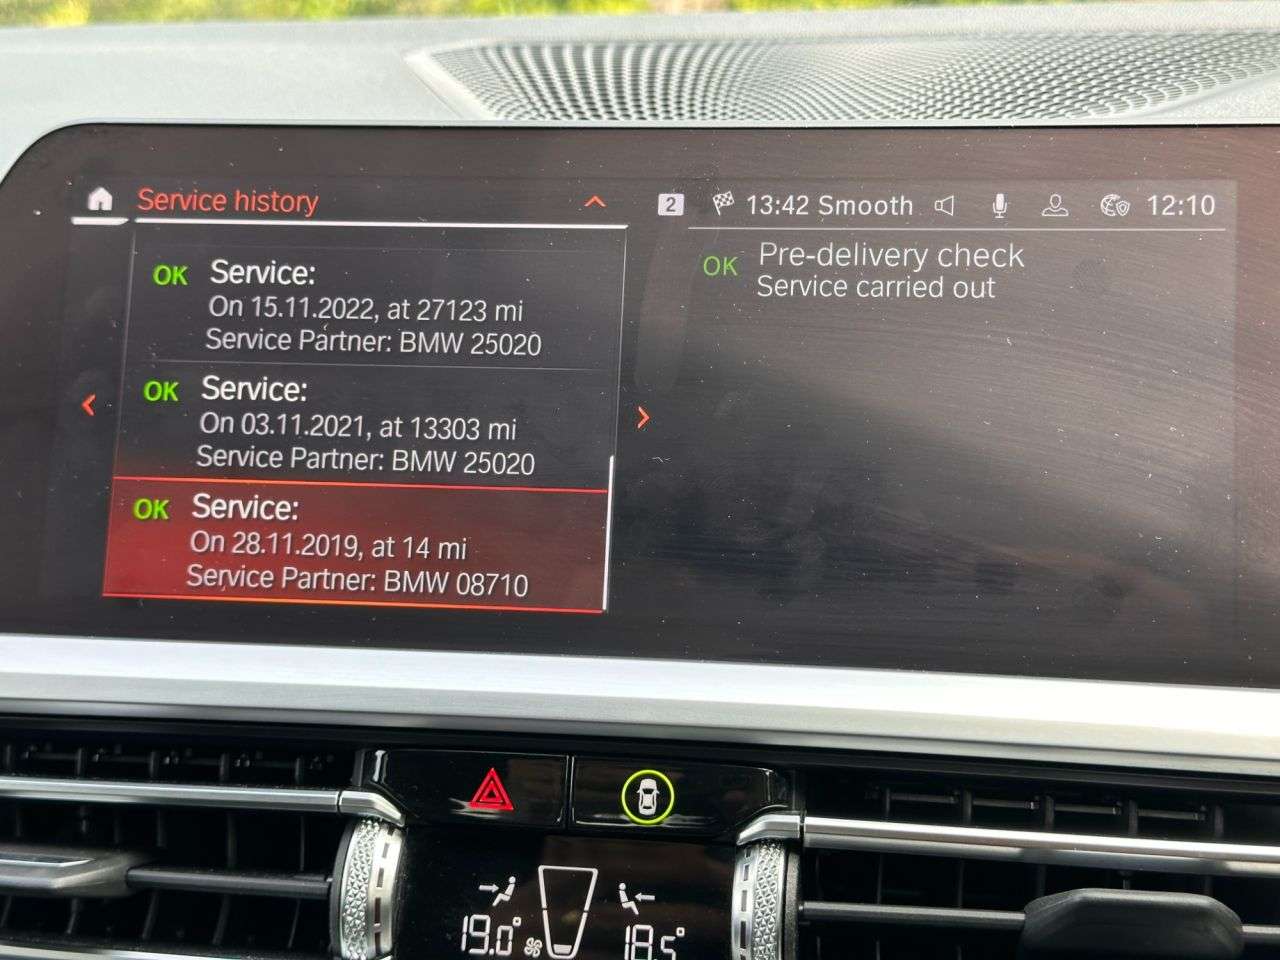 Service history
2 13:42 Smooth 12:10
OK Service:
On 15.11.2022, at 27123 mi
Service Partner: BMW 25020
OK Service:
On 03.11.2021, at 13303 mi
Service Partner: BMW 25020
OK Service:
On 28.11.2019, at 14 mi
Service Partner: BMW 08710
OK Pre-delivery check
Service carried out
19.0° 18.5°